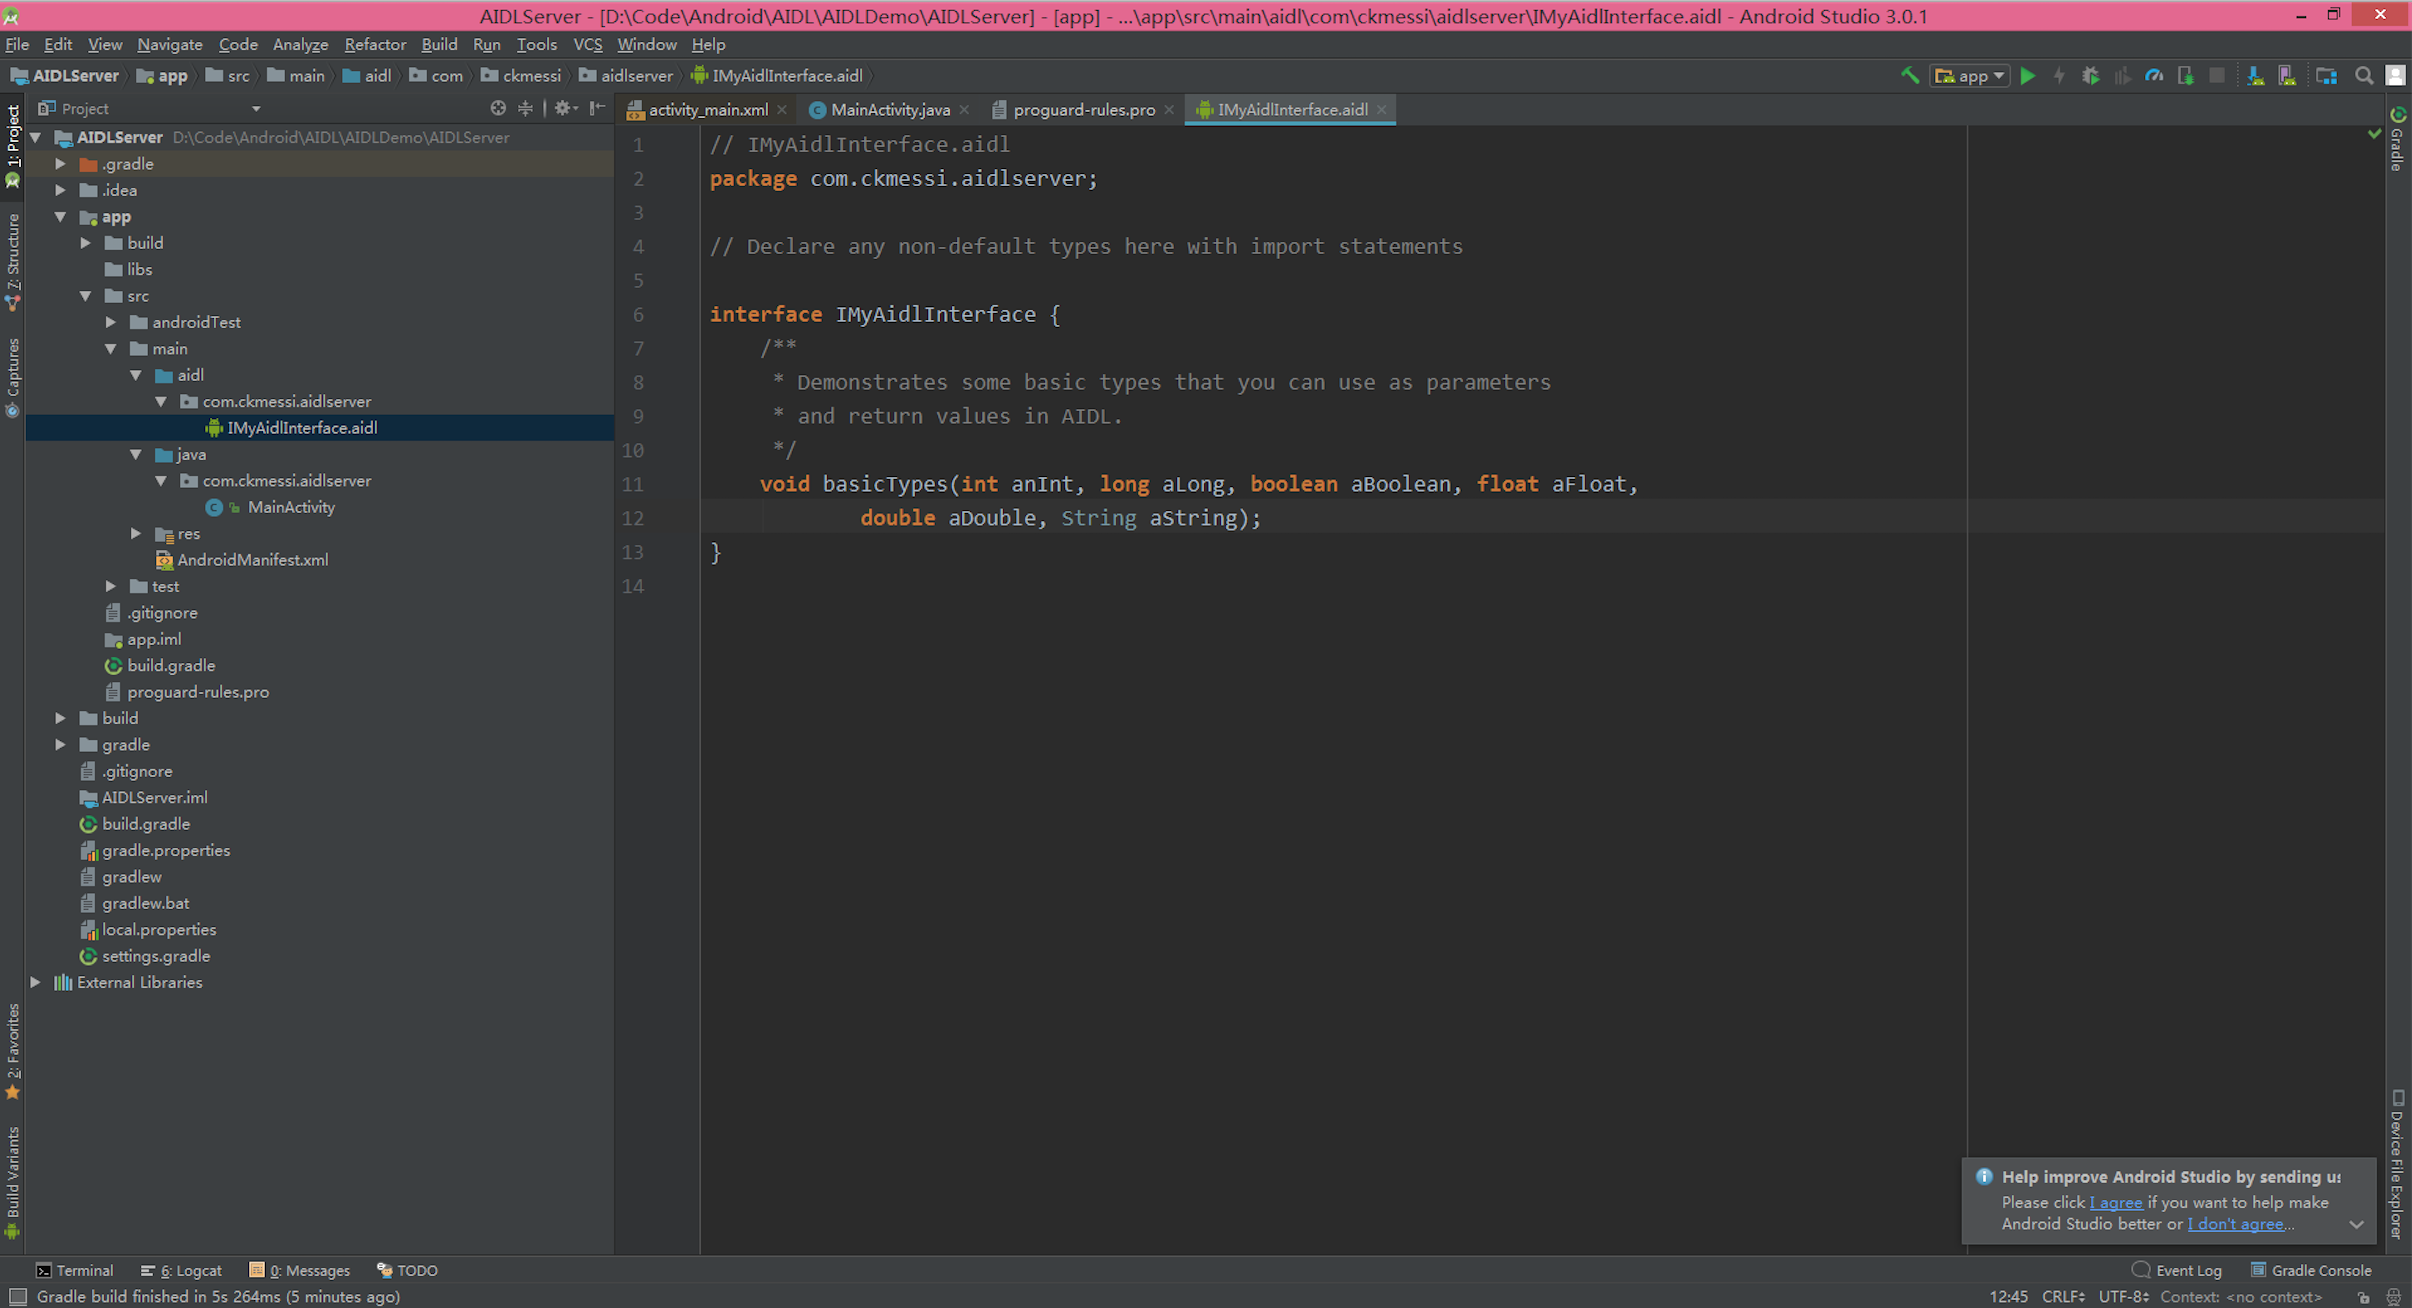 AIDLServer - [D:\Code\Android\AIDL\AIDLDemo\AIDLServer] - [app] - ...\app\src\main\aidl\com\ckmessi\aidlserver\IMyAidlInterface.aidl - Android Studio 3.0.1
File Edit View Navigate Code Analyze Refactor Build Run Tools VCS Window Help
AIDLServer app src main aidl com ckmessi aidlserver IMyAidlInterface.aidl
app
Project
activity_main.xml MainActivity.java proguard-rules.pro IMyAidlInterface.aidl
1: Project
7: Structure
Captures
2: Favorites
Build Variants
AIDLServer D:\Code\Android\AIDL\AIDLDemo\AIDLServer
.gradle
.idea
app
build
libs
src
androidTest
main
aidl
com.ckmessi.aidlserver
IMyAidlInterface.aidl
java
com.ckmessi.aidlserver
MainActivity
res
AndroidManifest.xml
test
.gitignore
app.iml
build.gradle
proguard-rules.pro
build
gradle
.gitignore
AIDLServer.iml
build.gradle
gradle.properties
gradlew
gradlew.bat
local.properties
settings.gradle
External Libraries
1 // IMyAidlInterface.aidl
2 package com.ckmessi.aidlserver;
3
4 // Declare any non-default types here with import statements
5
6 interface IMyAidlInterface {
7 /**
8 * Demonstrates some basic types that you can use as parameters
9 * and return values in AIDL.
10 */
11 void basicTypes(int anInt, long aLong, boolean aBoolean, float aFloat,
12 double aDouble, String aString);
13 }
14
Gradle
Device File Explorer
Help improve Android Studio by sending us
Please click I agree if you want to help make
Android Studio better or I don't agree...
Terminal 6: Logcat 0: Messages TODO Event Log Gradle Console
Gradle build finished in 5s 264ms (5 minutes ago) 12:45 CRLF UTF-8 Context: <no context>